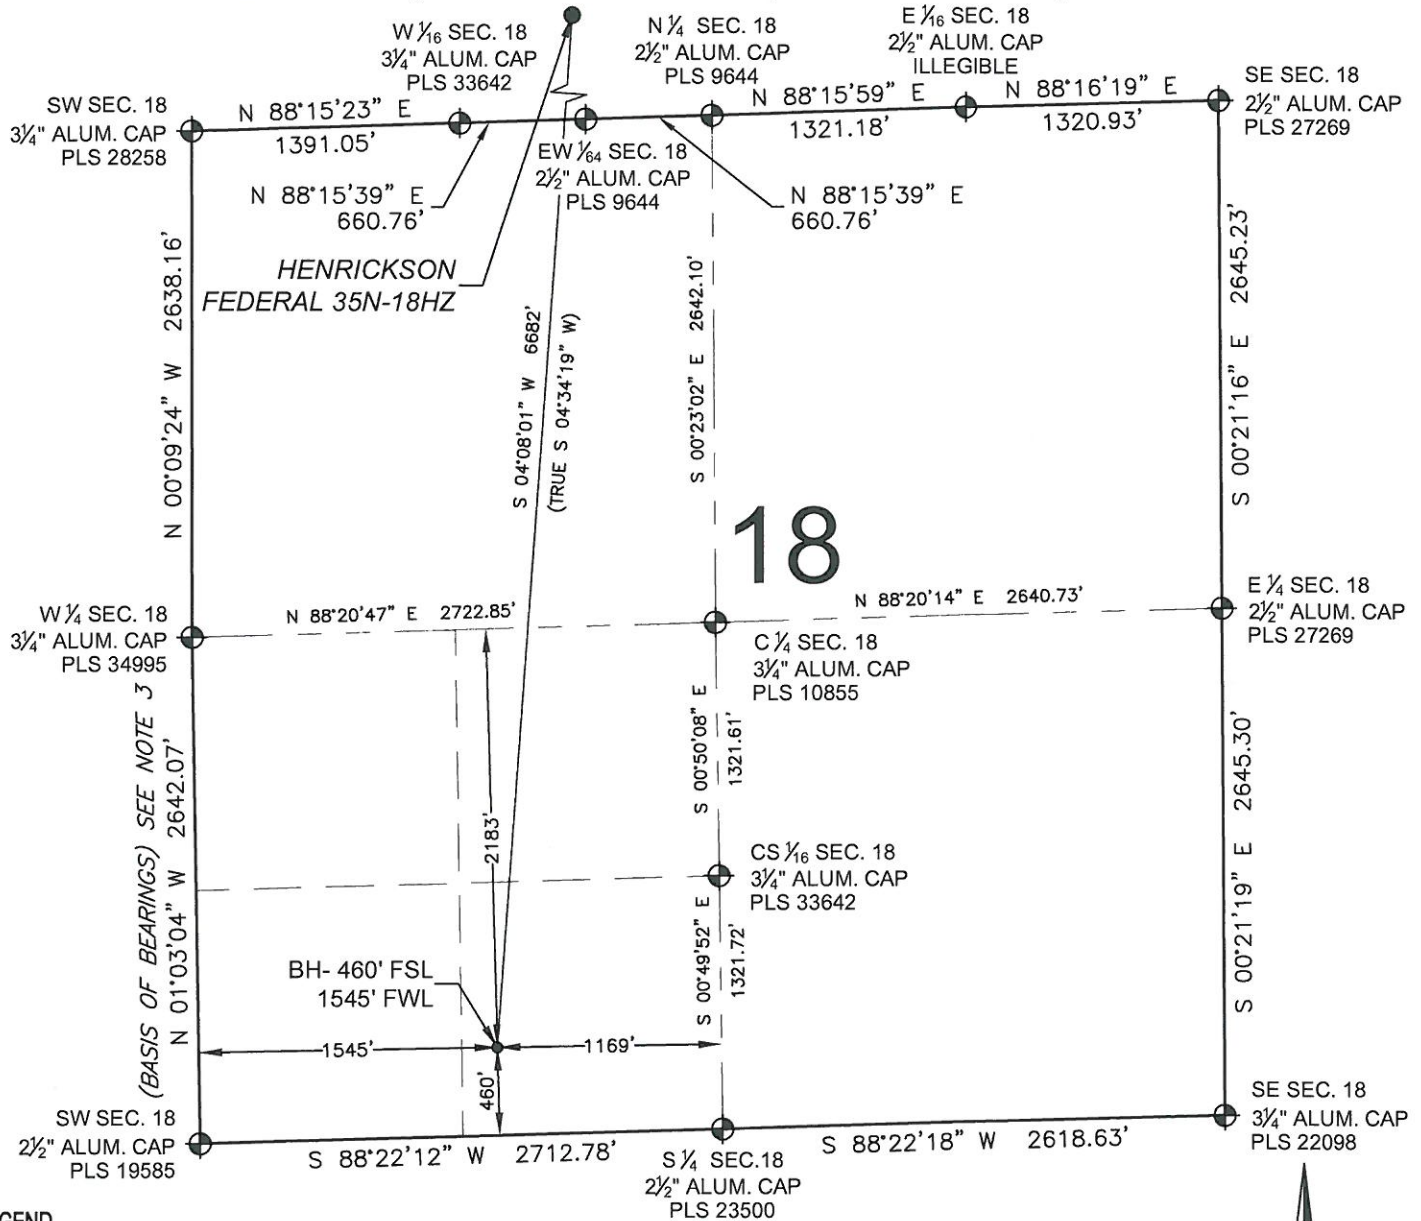 W 1⁄16 SEC. 18
3¼" ALUM. CAP
PLS 33642
N ¼ SEC. 18
2½" ALUM. CAP
PLS 9644
E 1⁄16 SEC. 18
2½" ALUM. CAP
ILLEGIBLE
SE SEC. 18
2½" ALUM. CAP
PLS 27269
SW SEC. 18
3¼" ALUM. CAP
PLS 28258
N 88°15'23" E
1391.05'
N 88°15'59" E
1321.18'
N 88°16'19" E
1320.93'
EW 1⁄64 SEC. 18
2½" ALUM. CAP
PLS 9644
N 88°15'39" E
660.76'
N 88°15'39" E
660.76'
HENRICKSON
FEDERAL 35N-18HZ
N 00°09'24" W 2638.16'
S 04°08'01" W 6682'
(TRUE S 04°34'19" W)
S 00°23'02" E 2642.10'
S 00°21'16" E 2645.23'
18
W ¼ SEC. 18
3¼" ALUM. CAP
PLS 34995
N 88°20'47" E 2722.85'
N 88°20'14" E 2640.73'
E ¼ SEC. 18
2½" ALUM. CAP
PLS 27269
C ¼ SEC. 18
3¼" ALUM. CAP
PLS 10855
(BASIS OF BEARINGS) SEE NOTE 3
N 01°03'04" W 2642.07'
2183'
S 00°50'08" E
1321.61'
S 00°21'19" E 2645.30'
CS 1⁄16 SEC. 18
3¼" ALUM. CAP
PLS 33642
S 00°49'52" E
1321.72'
BH- 460' FSL
1545' FWL
1545'
1169'
460'
SW SEC. 18
2½" ALUM. CAP
PLS 19585
S 88°22'12" W 2712.78'
S ¼ SEC.18
2½" ALUM. CAP
PLS 23500
S 88°22'18" W 2618.63'
SE SEC. 18
3¼" ALUM. CAP
PLS 22098